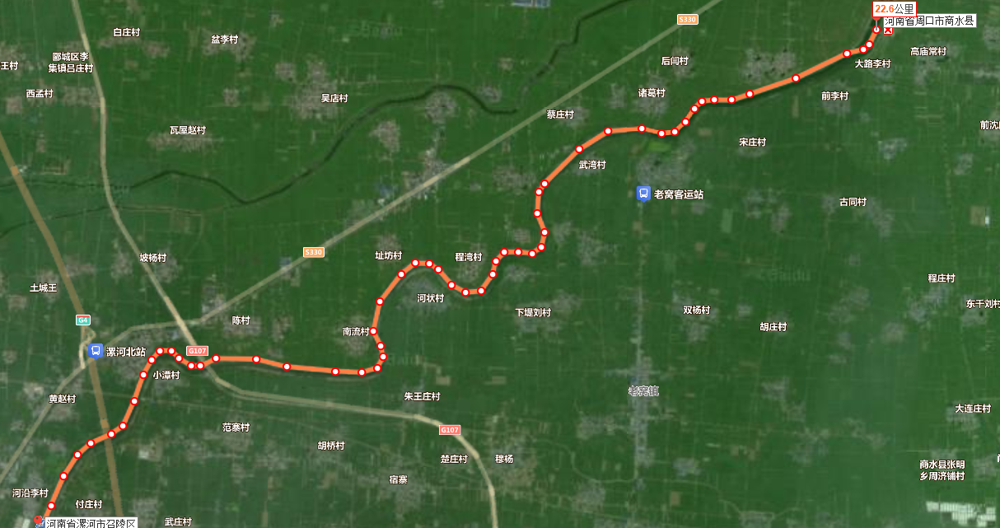 22.6公里
河南省周口市商水县
S330
白庄村
盆李村
郾城区李
集镇吕庄村
王村
后闫村
高庙常村
大路李村
西孟村
吴店村
诸葛村
前李村
蔡庄村
瓦屋赵村
前沈
宋庄村
武湾村
老窝客运站
古同村
S330
坡杨村
址坊村
程湾村
土城王
程庄村
河状村
东千刘村
G4
陈村
下堤刘村
双杨村
胡庄村
南流村
G107
漯河北站
小潭村
黄赵村
朱王庄村
老窝镇
大连庄村
范寨村
G107
胡桥村
楚庄村
穆杨
商水县张明
乡周济铺村
宿寨
河沿李村
付庄村
武庄村
河南省漯河市召陵区